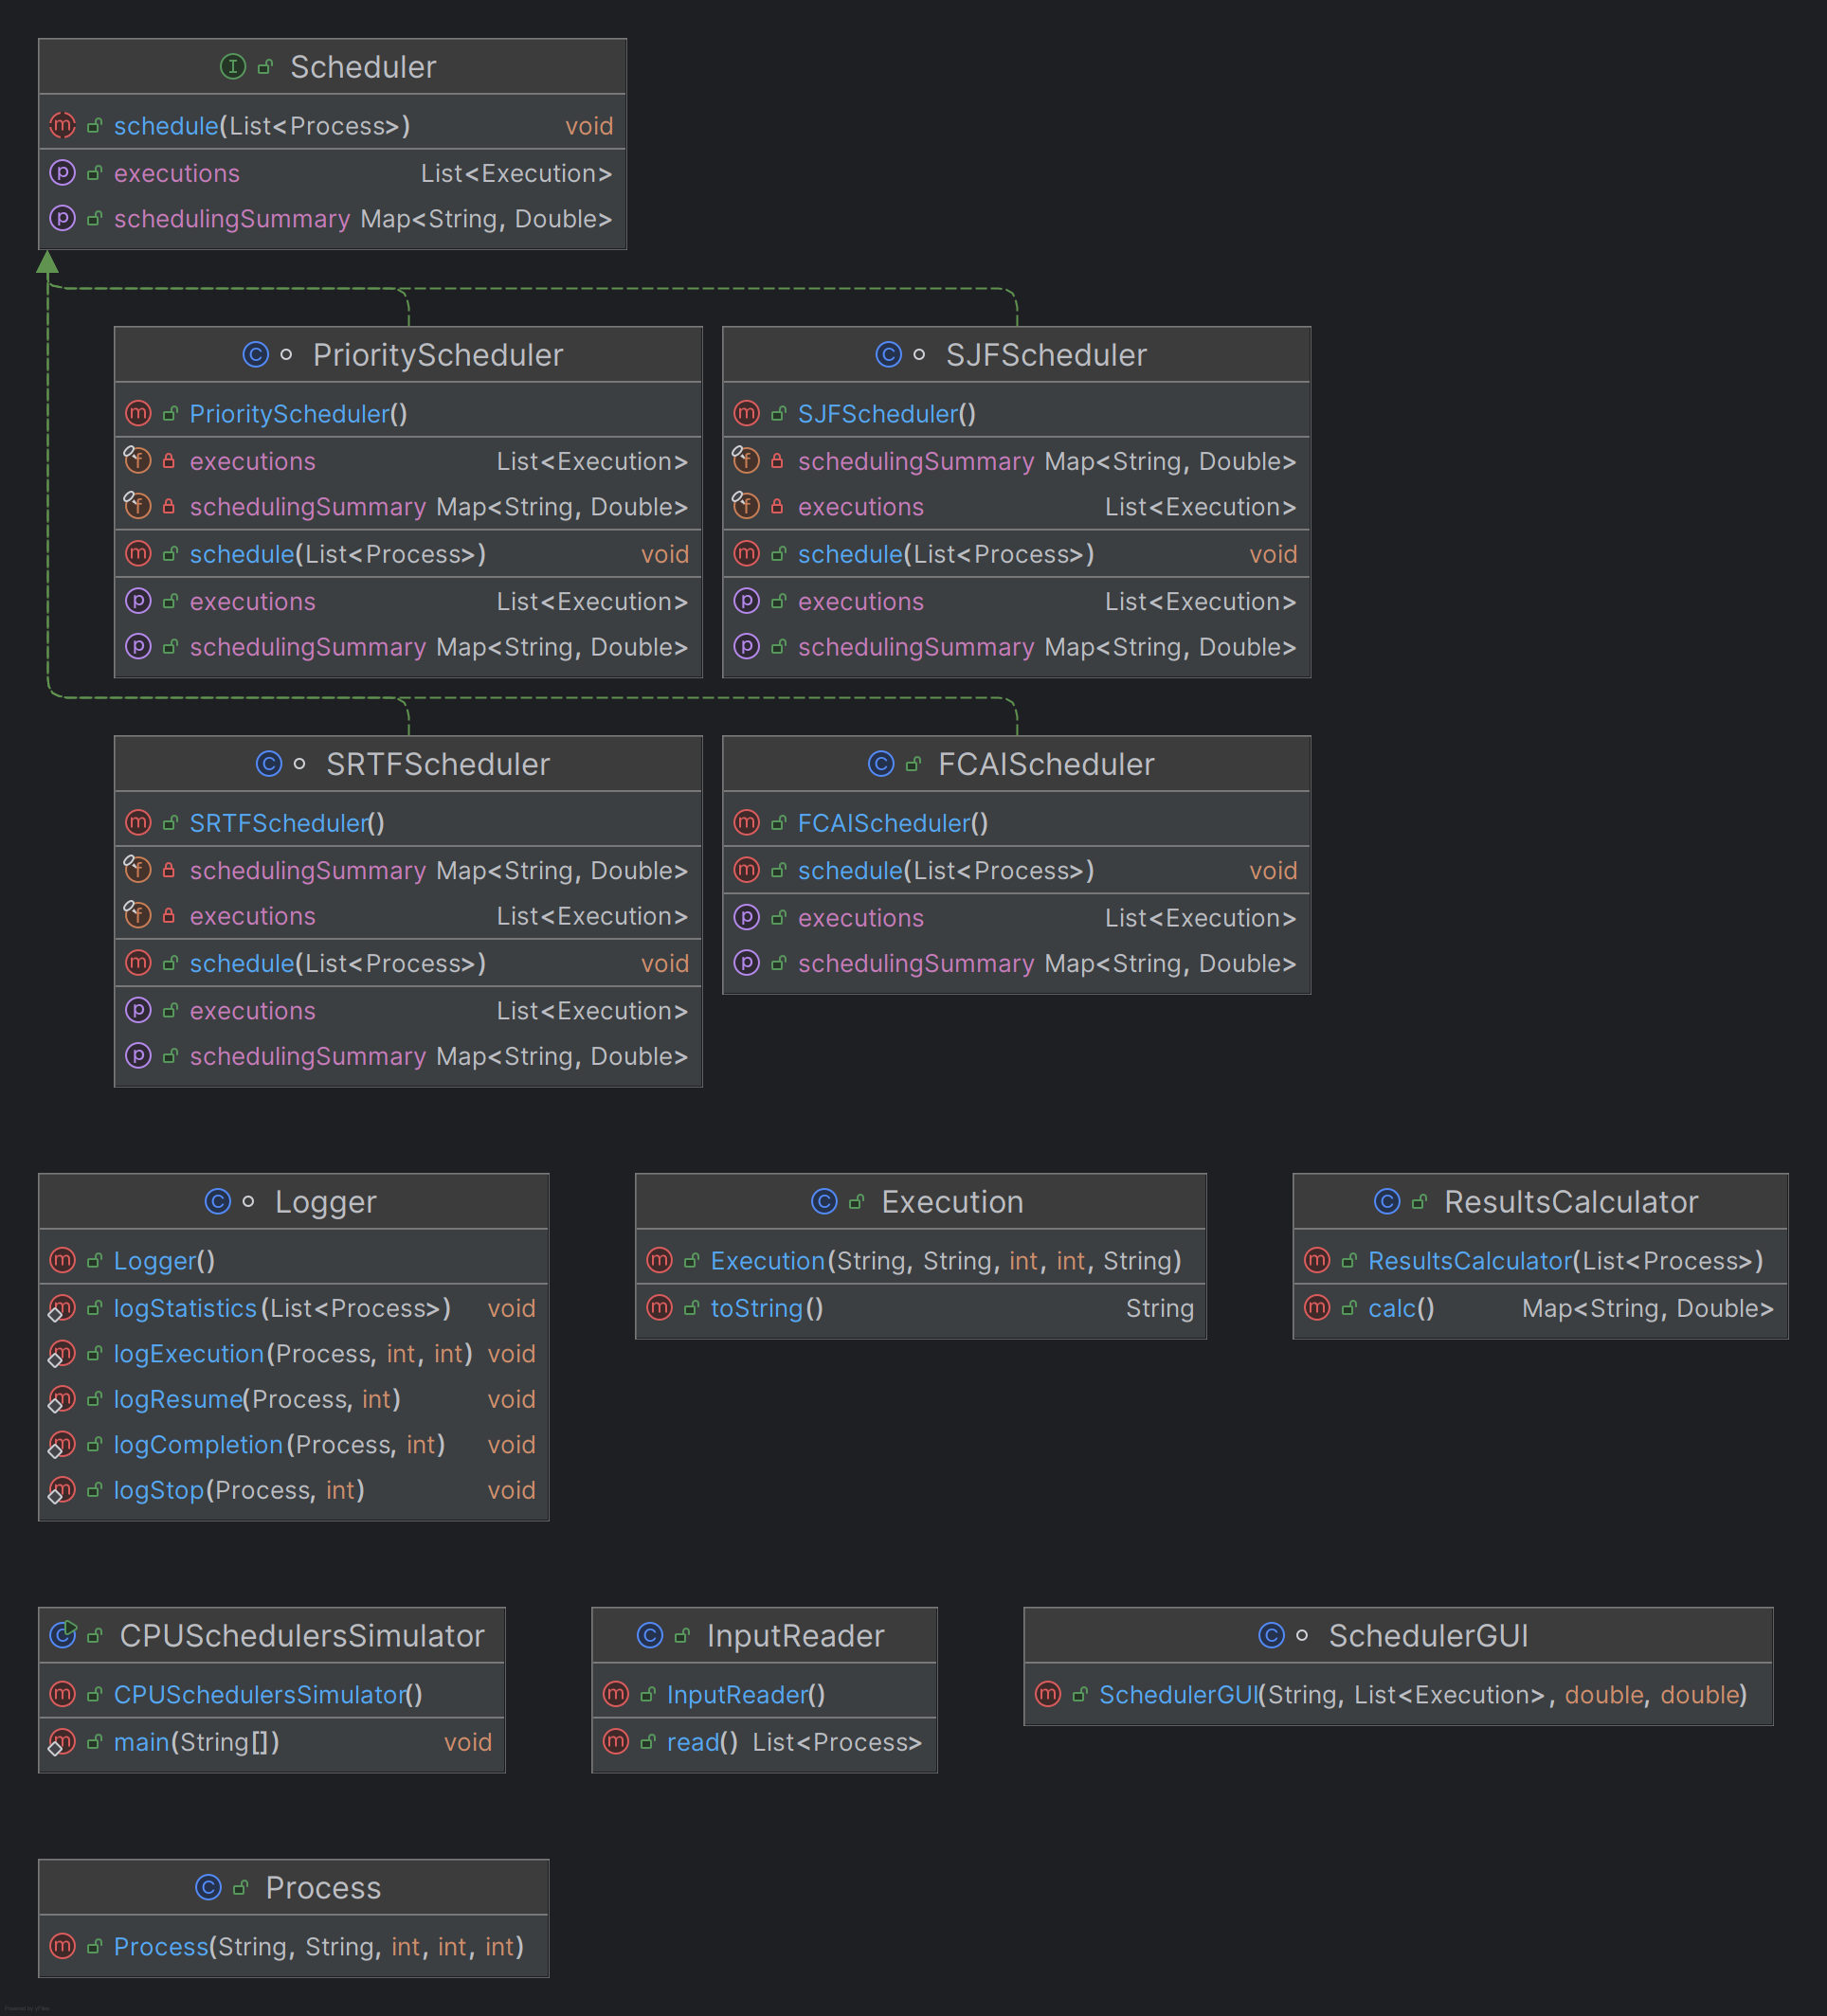 Scheduler
schedule(List<Process>) void
executions List<Execution>
schedulingSummary Map<String, Double>
PriorityScheduler
PriorityScheduler()
executions List<Execution>
schedulingSummary Map<String, Double>
schedule(List<Process>) void
executions List<Execution>
schedulingSummary Map<String, Double>
SJFScheduler
SJFScheduler()
schedulingSummary Map<String, Double>
executions List<Execution>
schedule(List<Process>) void
executions List<Execution>
schedulingSummary Map<String, Double>
SRTFScheduler
SRTFScheduler()
schedulingSummary Map<String, Double>
executions List<Execution>
schedule(List<Process>) void
executions List<Execution>
schedulingSummary Map<String, Double>
FCAIScheduler
FCAIScheduler()
schedule(List<Process>) void
executions List<Execution>
schedulingSummary Map<String, Double>
Logger
Logger()
logStatistics(List<Process>) void
logExecution(Process, int, int) void
logResume(Process, int) void
logCompletion(Process, int) void
logStop(Process, int) void
Execution
Execution(String, String, int, int, String)
toString() String
ResultsCalculator
ResultsCalculator(List<Process>)
calc() Map<String, Double>
CPUSchedulersSimulator
CPUSchedulersSimulator()
main(String[]) void
InputReader
InputReader()
read() List<Process>
SchedulerGUI
SchedulerGUI(String, List<Execution>, double, double)
Process
Process(String, String, int, int, int)
Powered by yFiles